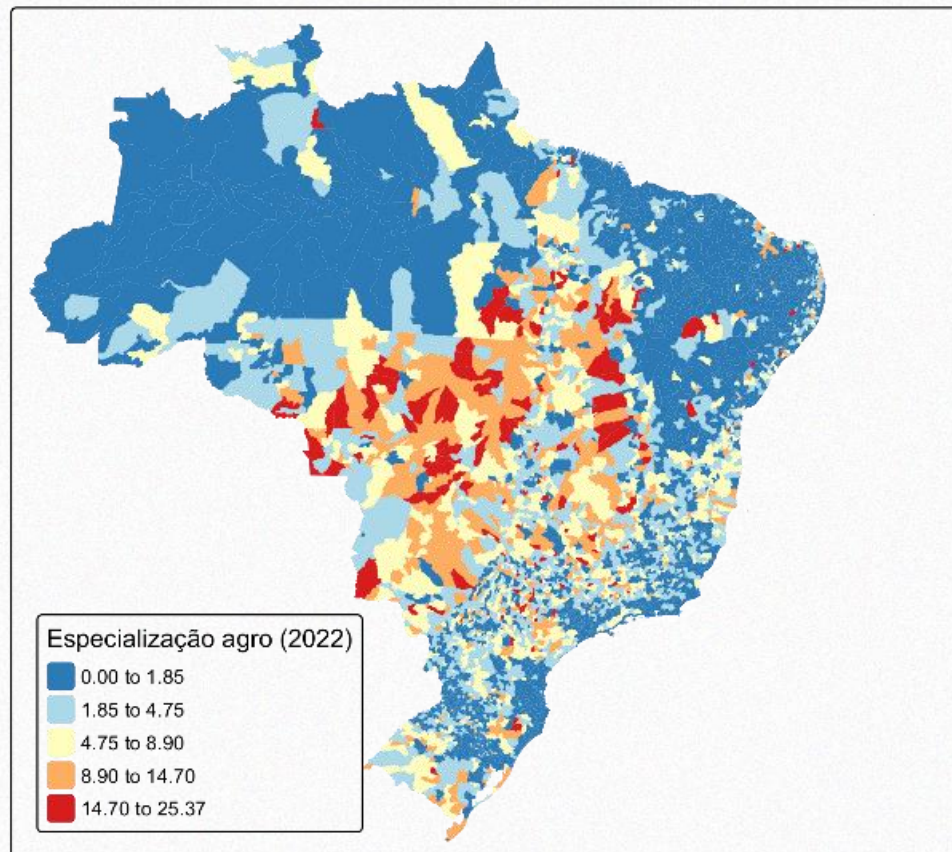 Especialização agro (2022)
0.00 to 1.85
1.85 to 4.75
4.75 to 8.90
8.90 to 14.70
14.70 to 25.37